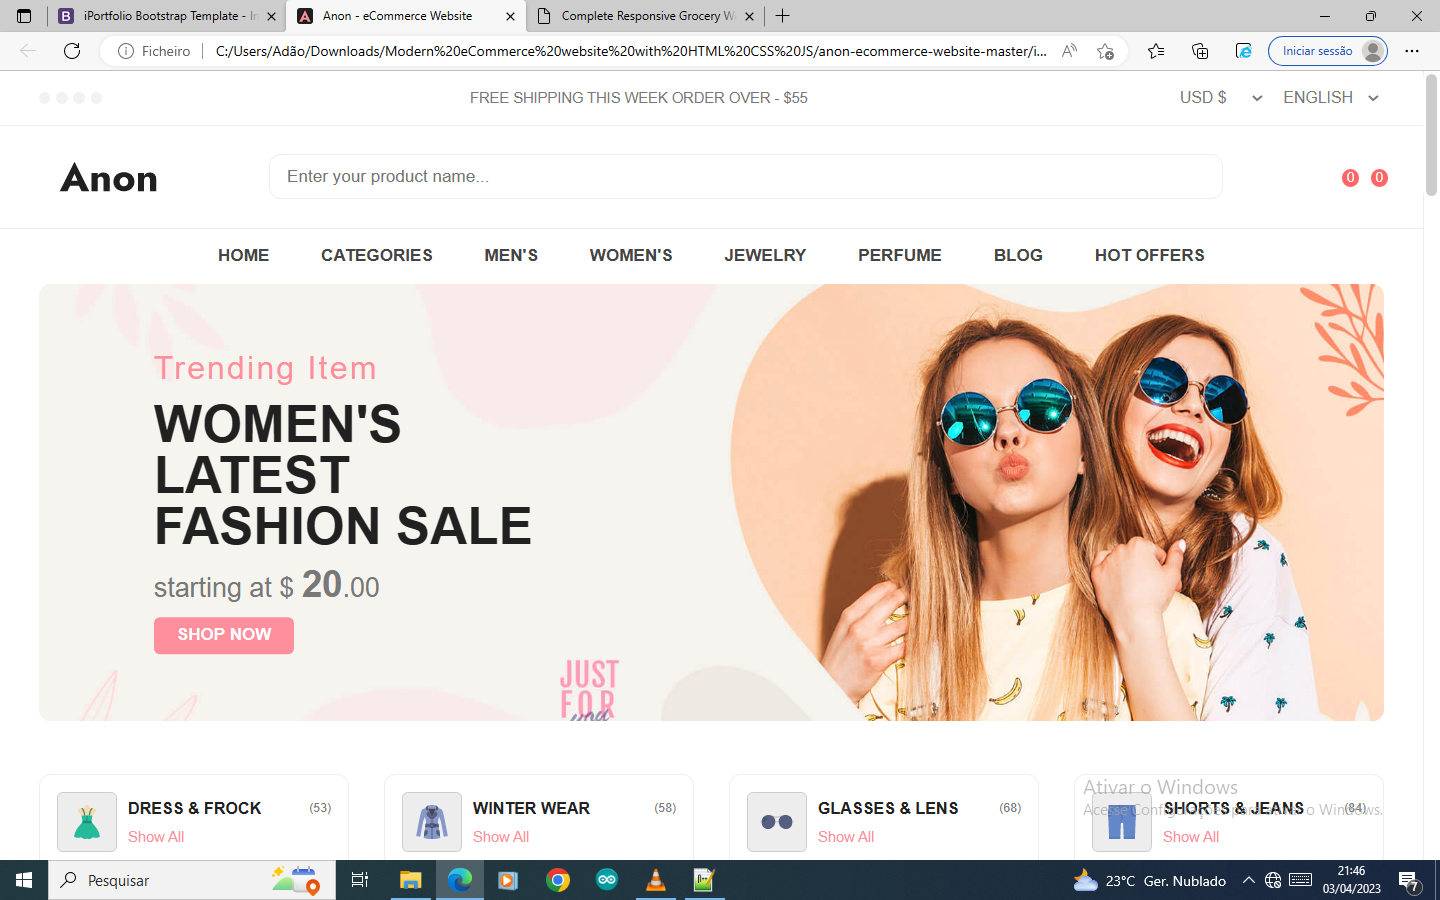 iPortfolio Bootstrap Template - In
Anon - eCommerce Website
Complete Responsive Grocery W
Ficheiro
C:/Users/Adão/Downloads/Modern%20eCommerce%20website%20with%20HTML%20CSS%20JS/anon-ecommerce-website-master/i...
Iniciar sessão
FREE SHIPPING THIS WEEK ORDER OVER - $55
USD $
ENGLISH
Anon
Enter your product name...
0
0
HOME
CATEGORIES
MEN'S
WOMEN'S
JEWELRY
PERFUME
BLOG
HOT OFFERS
Trending Item
WOMEN'S
LATEST
FASHION SALE
starting at $ 20.00
SHOP NOW
JUST
FOR
you
DRESS & FROCK
(53)
Show All
WINTER WEAR
(58)
Show All
GLASSES & LENS
(68)
Show All
SHORTS & JEANS
(84)
Show All
Ativar o Windows
Acesse Configurações para ativar o Windows.
Pesquisar
23°C Ger. Nublado
21:46
03/04/2023
7